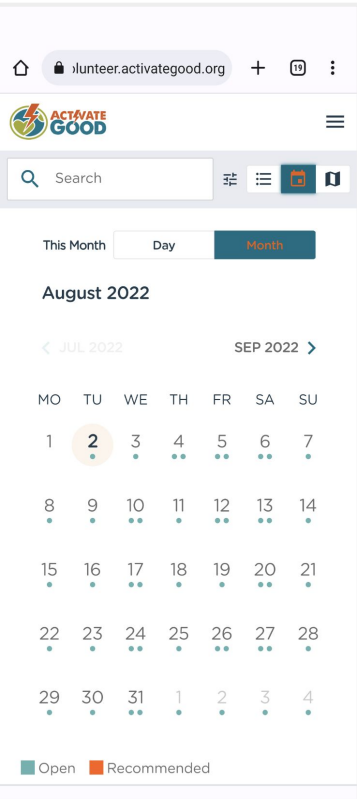 olunteer.activategood.org
19
ACTIVATE
GOOD
Search
This Month Day Month
August 2022
JUL 2022 SEP 2022
MO TU WE TH FR SA SU
1 2 3 4 5 6 7
8 9 10 11 12 13 14
15 16 17 18 19 20 21
22 23 24 25 26 27 28
29 30 31 1 2 3 4
Open Recommended